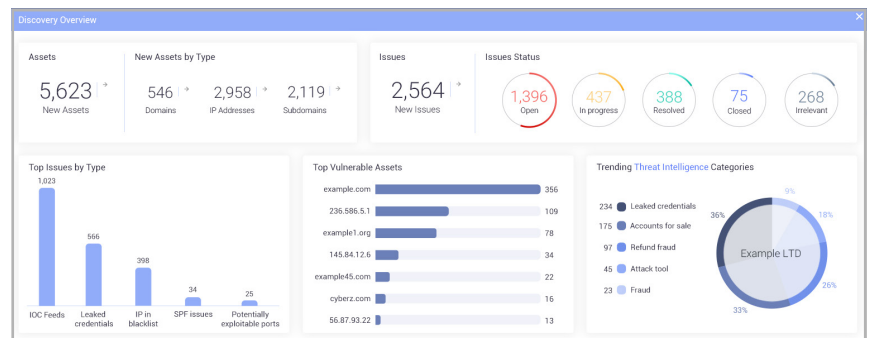 Discovery Overview
Assets
5,623
New Assets
New Assets by Type
546
Domains
2,958
IP Addresses
2,119
Subdomains
Issues
2,564
New Issues
Issues Status
1,396
Open
437
In progress
388
Resolved
75
Closed
268
Irrelevant
Top Issues by Type
1,023
566
398
34
25
IOC Feeds
Leaked
credentials
IP in
blacklist
SPF issues
Potentially
exploitable ports
Top Vulnerable Assets
example.com 356
236.586.5.1 109
example1.org 78
145.84.12.6 34
example45.com 22
cyberz.com 16
56.87.93.22 13
Trending Threat Intelligence Categories
234 Leaked credentials
175 Accounts for sale
97 Refund fraud
45 Attack tool
23 Fraud
9%
18%
36%
Example LTD
26%
33%